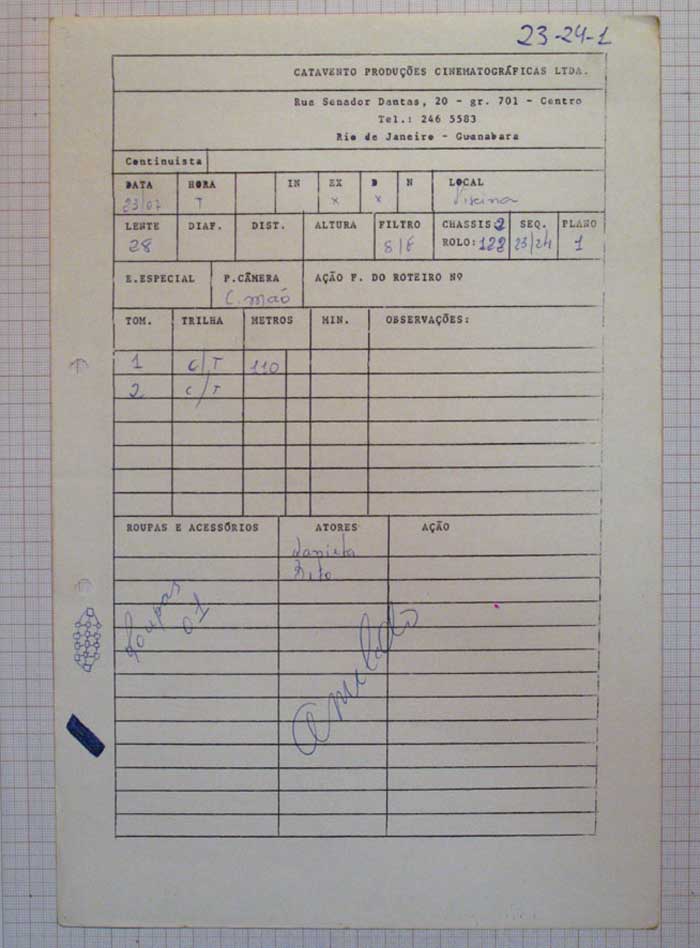 23-24-1
CATAVENTO PRODUÇÕES CINEMATOGRÁFICAS LTDA.
Rua Senador Dantas, 20 - gr. 701 - Centro
Tel.: 246 5583
Rio de Janeiro - Guanabara
Continuista
DATA HORA IN EX D N LOCAL
23/07 T x x Piscina
LENTE DIAF. DIST. ALTURA FILTRO CHASSIS 2 SEQ. PLANO
28 S/F ROLO: 122 23/24 1
E.ESPECIAL P.CÂMERA AÇÃO F. DO ROTEIRO Nº
C. mão
TOM. TRILHA METROS MIN. OBSERVAÇÕES:
1 C/T 110
2 C/T
ROUPAS E ACESSÓRIOS ATORES AÇÃO
Daniela
Beto
Roupas
01
anulado